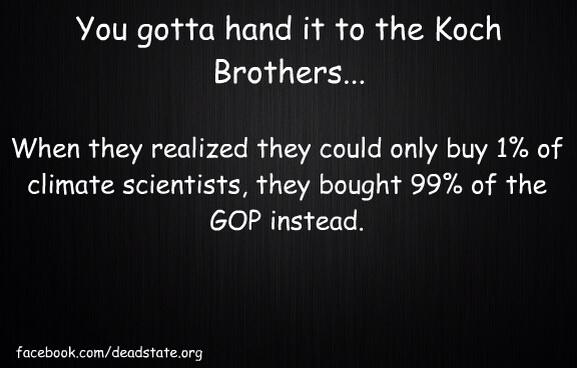 You gotta hand it to the Koch
Brothers...
When they realized they could only buy 1% of
climate scientists, they bought 99% of the
GOP instead.
facebook.com/deadstate.org